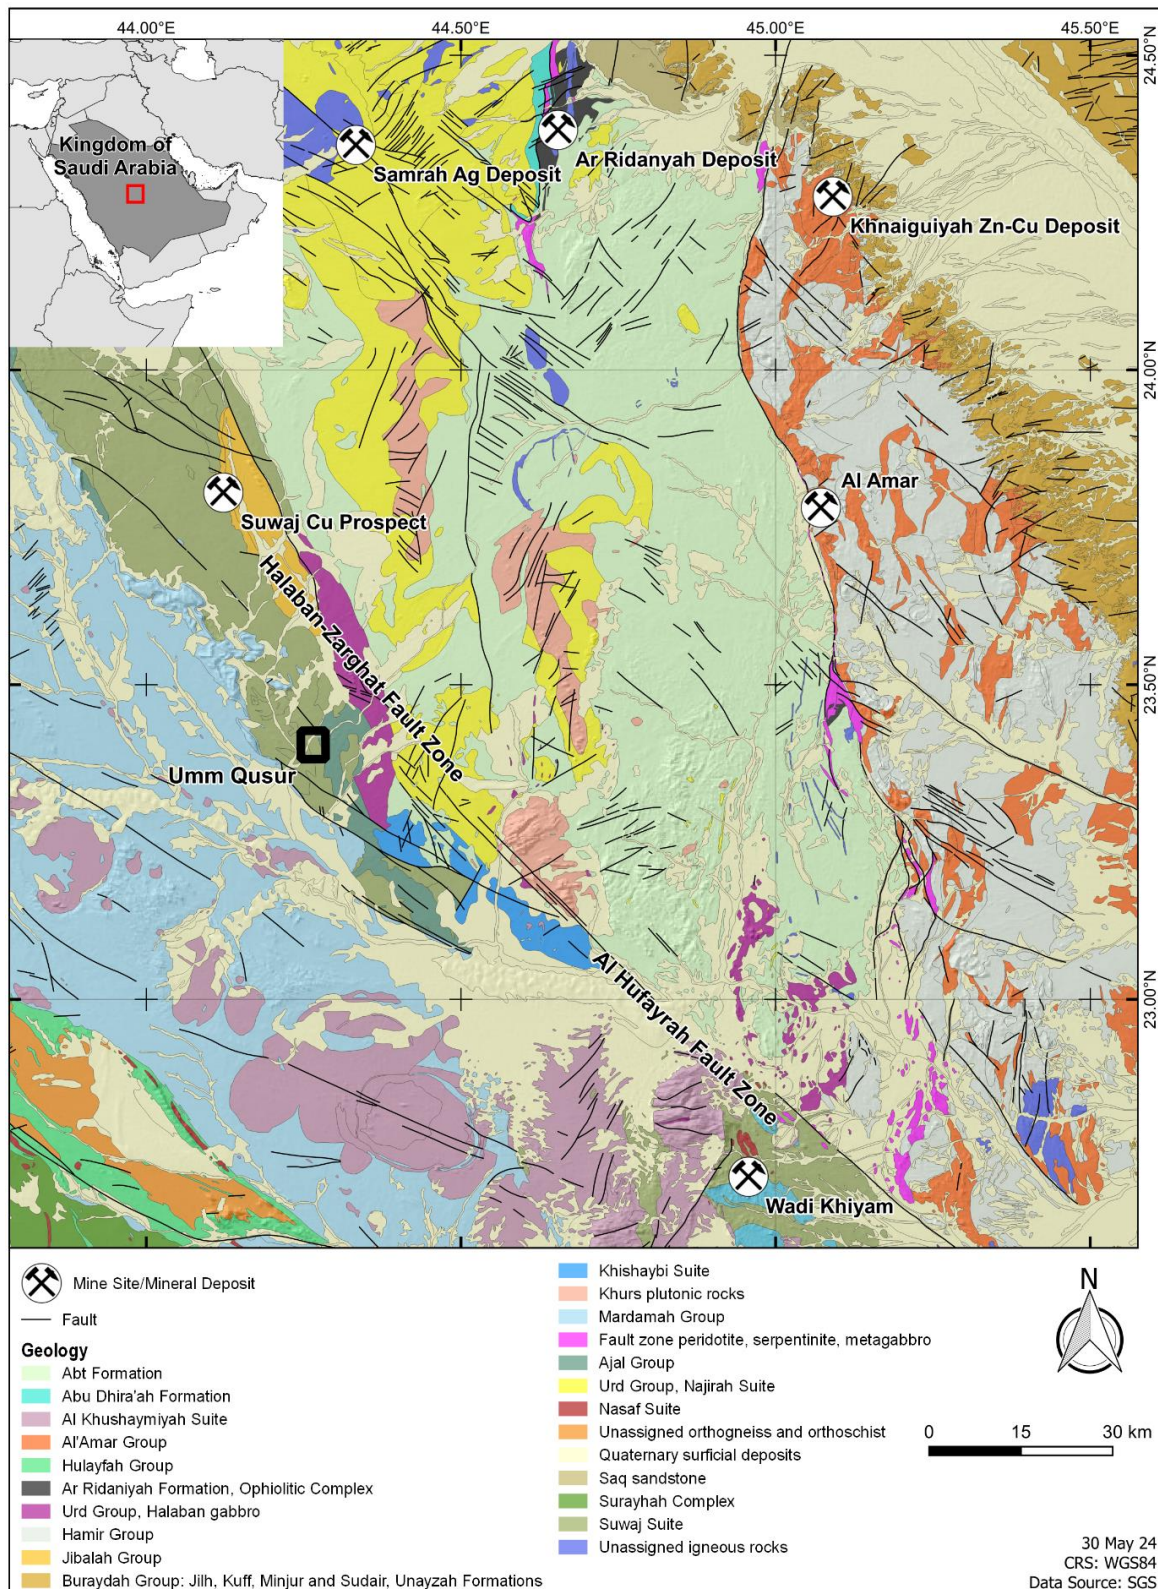 44.00°E
44.50°E
45.00°E
45.50°E
24.50°N
24.00°N
23.50°N
23.00°N
Kingdom of
Saudi Arabia
Samrah Ag Deposit
Ar Ridanyah Deposit
Khnaiguiyah Zn-Cu Deposit
Al Amar
Suwaj Cu Prospect
Halaban-Zarghat Fault Zone
Umm Qusur
Al Hufayrah Fault Zone
Wadi Khiyam
Mine Site/Mineral Deposit
Fault
Geology
Abt Formation
Abu Dhira'ah Formation
Al Khushaymiyah Suite
Al'Amar Group
Hulayfah Group
Ar Ridaniyah Formation, Ophiolitic Complex
Urd Group, Halaban gabbro
Hamir Group
Jibalah Group
Buraydah Group: Jilh, Kuff, Minjur and Sudair, Unayzah Formations
Khishaybi Suite
Khurs plutonic rocks
Mardamah Group
Fault zone peridotite, serpentinite, metagabbro
Ajal Group
Urd Group, Najirah Suite
Nasaf Suite
Unassigned orthogneiss and orthoschist
Quaternary surficial deposits
Saq sandstone
Surayhah Complex
Suwaj Suite
Unassigned igneous rocks
N
0 15 30 km
30 May 24
CRS: WGS84
Data Source: SGS